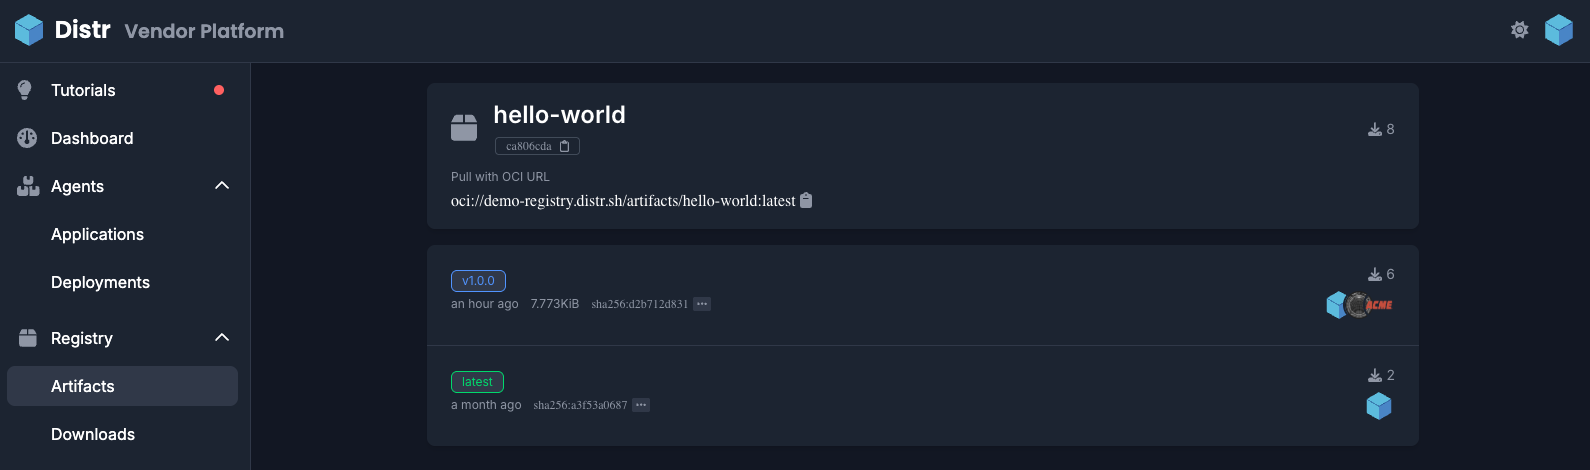 Distr Vendor Platform
Tutorials
Dashboard
Agents
Applications
Deployments
Registry
Artifacts
Downloads
hello-world
ca806cda
8
Pull with OCI URL
oci://demo-registry.distr.sh/artifacts/hello-world:latest
v1.0.0
6
an hour ago 7.773KiB sha256:d2b712d831
ACME
latest
2
a month ago sha256:a3f53a0687